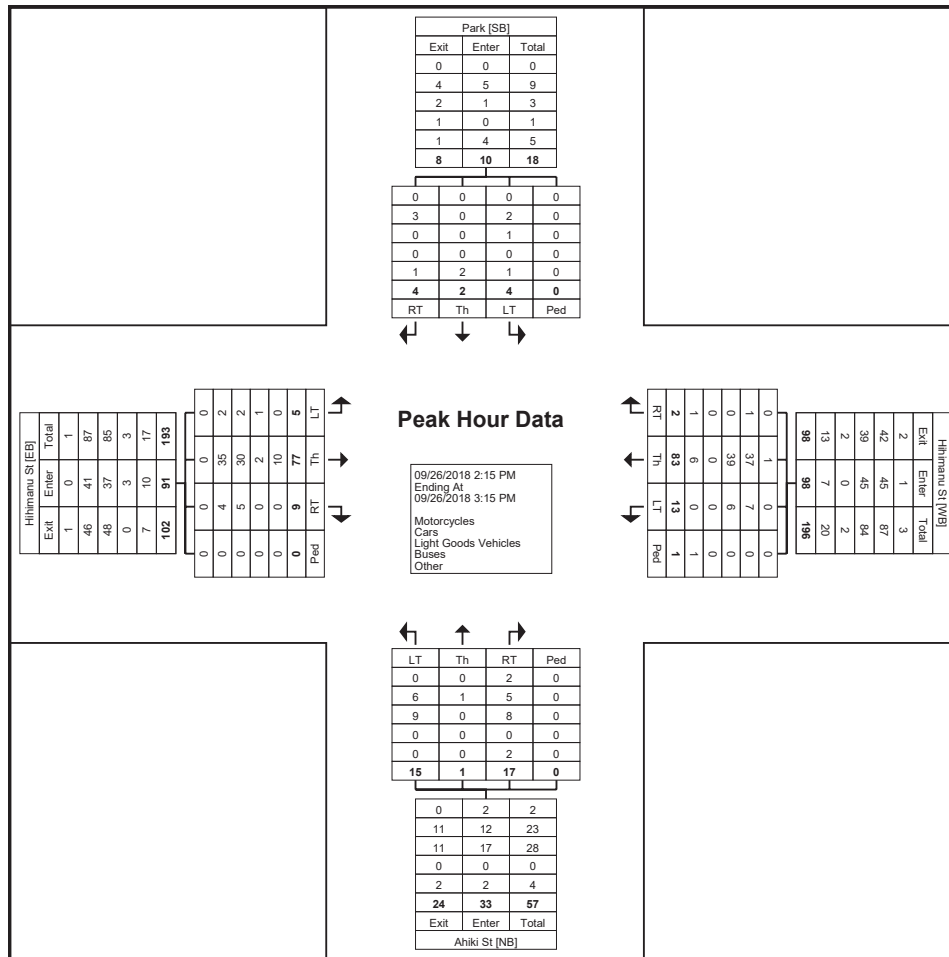 Park [SB]
Exit Enter Total
0 0 0
4 5 9
2 1 3
1 0 1
1 4 5
8 10 18
0 0 0 0
3 0 2 0
0 0 1 0
0 0 0 0
1 2 1 0
4 2 4 0
RT Th LT Ped
Hihimanu St [EB]
Exit Enter Total
1 0 1
46 41 87
48 37 85
0 3 3
7 10 17
102 91 193
0 0 0 0
2 35 4 0
2 30 5 0
1 2 0 0
0 10 0 0
5 77 9 0
LT Th RT Ped
Peak Hour Data
09/26/2018 2:15 PM
Ending At
09/26/2018 3:15 PM
Motorcycles
Cars
Light Goods Vehicles
Buses
Other
Hihimanu St [WB]
Exit Enter Total
2 1 3
42 45 87
39 45 84
2 0 2
13 7 20
98 98 196
0 1 0 0
1 37 7 0
0 39 6 0
0 0 0 0
1 6 0 1
2 83 13 1
RT Th LT Ped
LT Th RT Ped
0 0 2 0
6 1 5 0
9 0 8 0
0 0 0 0
0 0 2 0
15 1 17 0
0 2 2
11 12 23
11 17 28
0 0 0
2 2 4
24 33 57
Exit Enter Total
Ahiki St [NB]